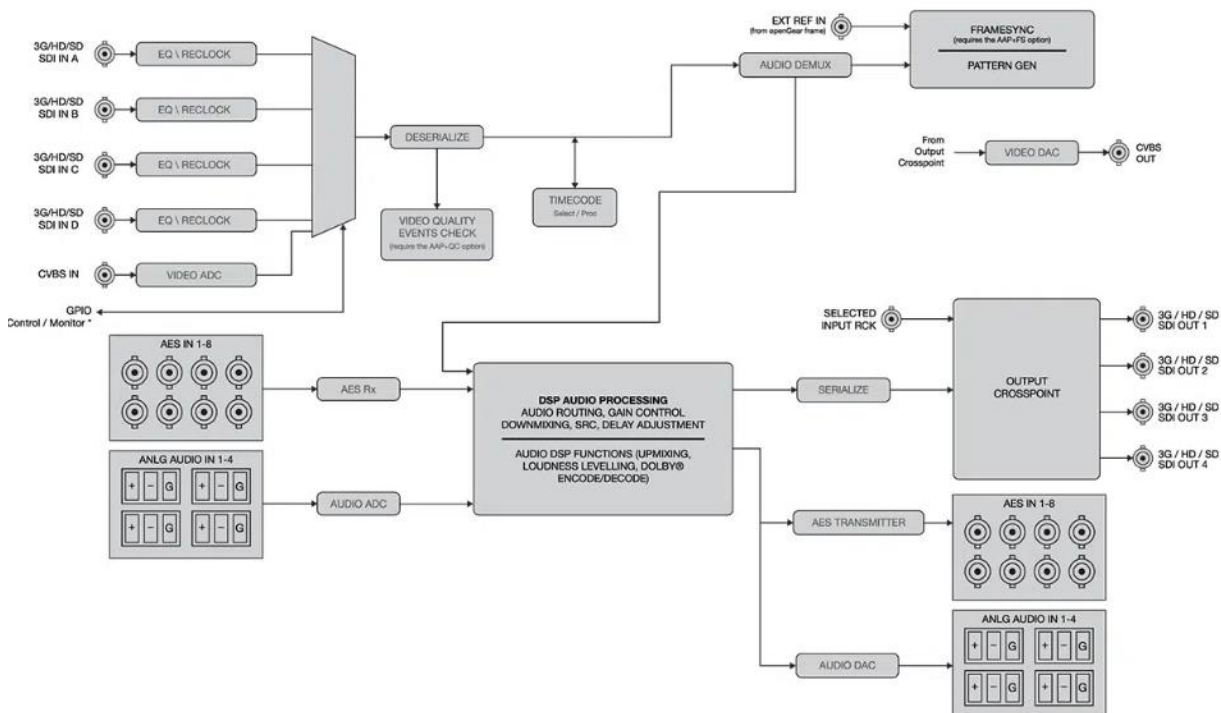 3G/HD/SD
SDI IN A
EQ \ RECLOCK
3G/HD/SD
SDI IN B
EQ \ RECLOCK
3G/HD/SD
SDI IN C
EQ \ RECLOCK
3G/HD/SD
SDI IN D
EQ \ RECLOCK
CVBS IN
VIDEO ADC
GPIO
Control / Monitor *
DESERIALIZE
VIDEO QUALITY
EVENTS CHECK
(require the AAP+QC option)
TIMECODE
Select / Proc
EXT REF IN
(from openGear frame)
AUDIO DEMUX
FRAMESYNC
(requires the AAP+FS option)
PATTERN GEN
From
Output
Crosspoint
VIDEO DAC
CVBS
OUT
AES IN 1-8
AES Rx
ANLG AUDIO IN 1-4
+ − G + − G
+ − G + − G
AUDIO ADC
DSP AUDIO PROCESSING
AUDIO ROUTING, GAIN CONTROL
DOWNMIXING, SRC, DELAY ADJUSTMENT
AUDIO DSP FUNCTIONS (UPMIXING,
LOUDNESS LEVELLING, DOLBY®
ENCODE/DECODE)
SELECTED
INPUT RCK
SERIALIZE
OUTPUT
CROSSPOINT
3G / HD / SD
SDI OUT 1
3G / HD / SD
SDI OUT 2
3G / HD / SD
SDI OUT 3
3G / HD / SD
SDI OUT 4
AES TRANSMITTER
AES IN 1-8
AUDIO DAC
ANLG AUDIO IN 1-4
+ − G + − G
+ − G + − G